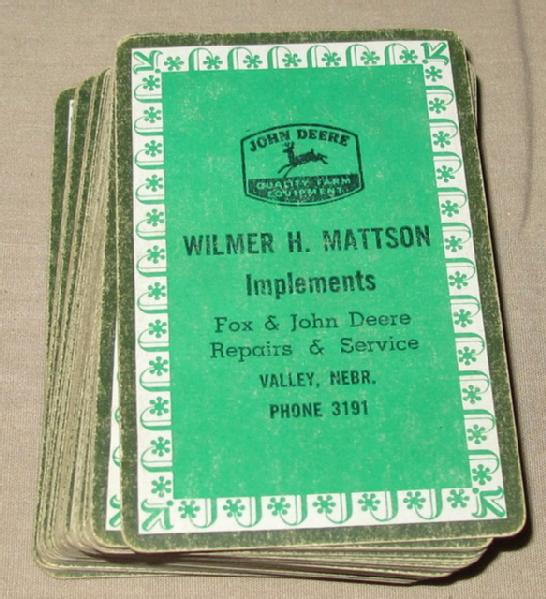 JOHN DEERE
QUALITY FARM
EQUIPMENT
WILMER H. MATTSON
Implements
Fox & John Deere
Repairs & Service
VALLEY, NEBR.
PHONE 3191